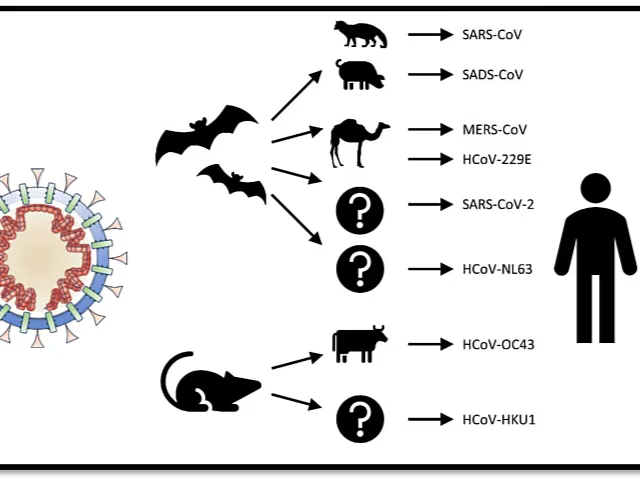 SARS-CoV
SADS-CoV
MERS-CoV
HCoV-229E
?
SARS-CoV-2
?
HCoV-NL63
HCoV-OC43
?
HCoV-HKU1